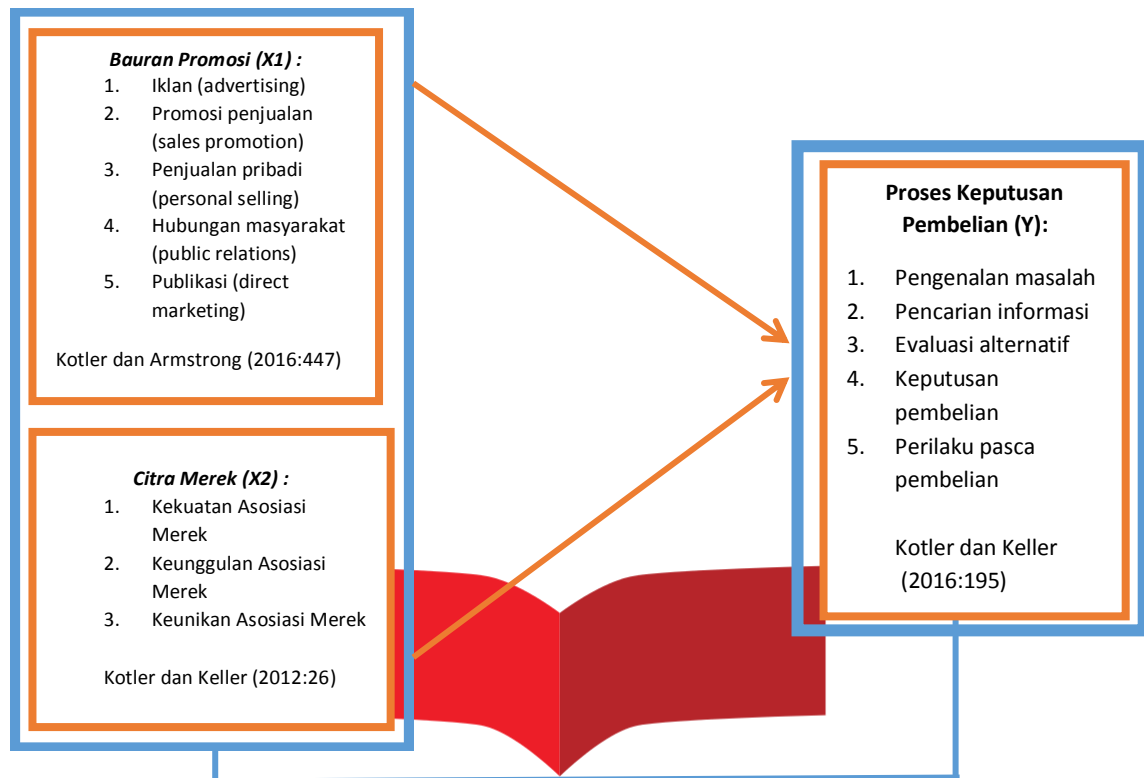 Bauran Promosi (X1) :
1. Iklan (advertising)
2. Promosi penjualan
(sales promotion)
3. Penjualan pribadi
(personal selling)
4. Hubungan masyarakat
(public relations)
5. Publikasi (direct
marketing)
Kotler dan Armstrong (2016:447)
Citra Merek (X2) :
1. Kekuatan Asosiasi
Merek
2. Keunggulan Asosiasi
Merek
3. Keunikan Asosiasi Merek
Kotler dan Keller (2012:26)
Proses Keputusan
Pembelian (Y):
1. Pengenalan masalah
2. Pencarian informasi
3. Evaluasi alternatif
4. Keputusan
pembelian
5. Perilaku pasca
pembelian
Kotler dan Keller
(2016:195)